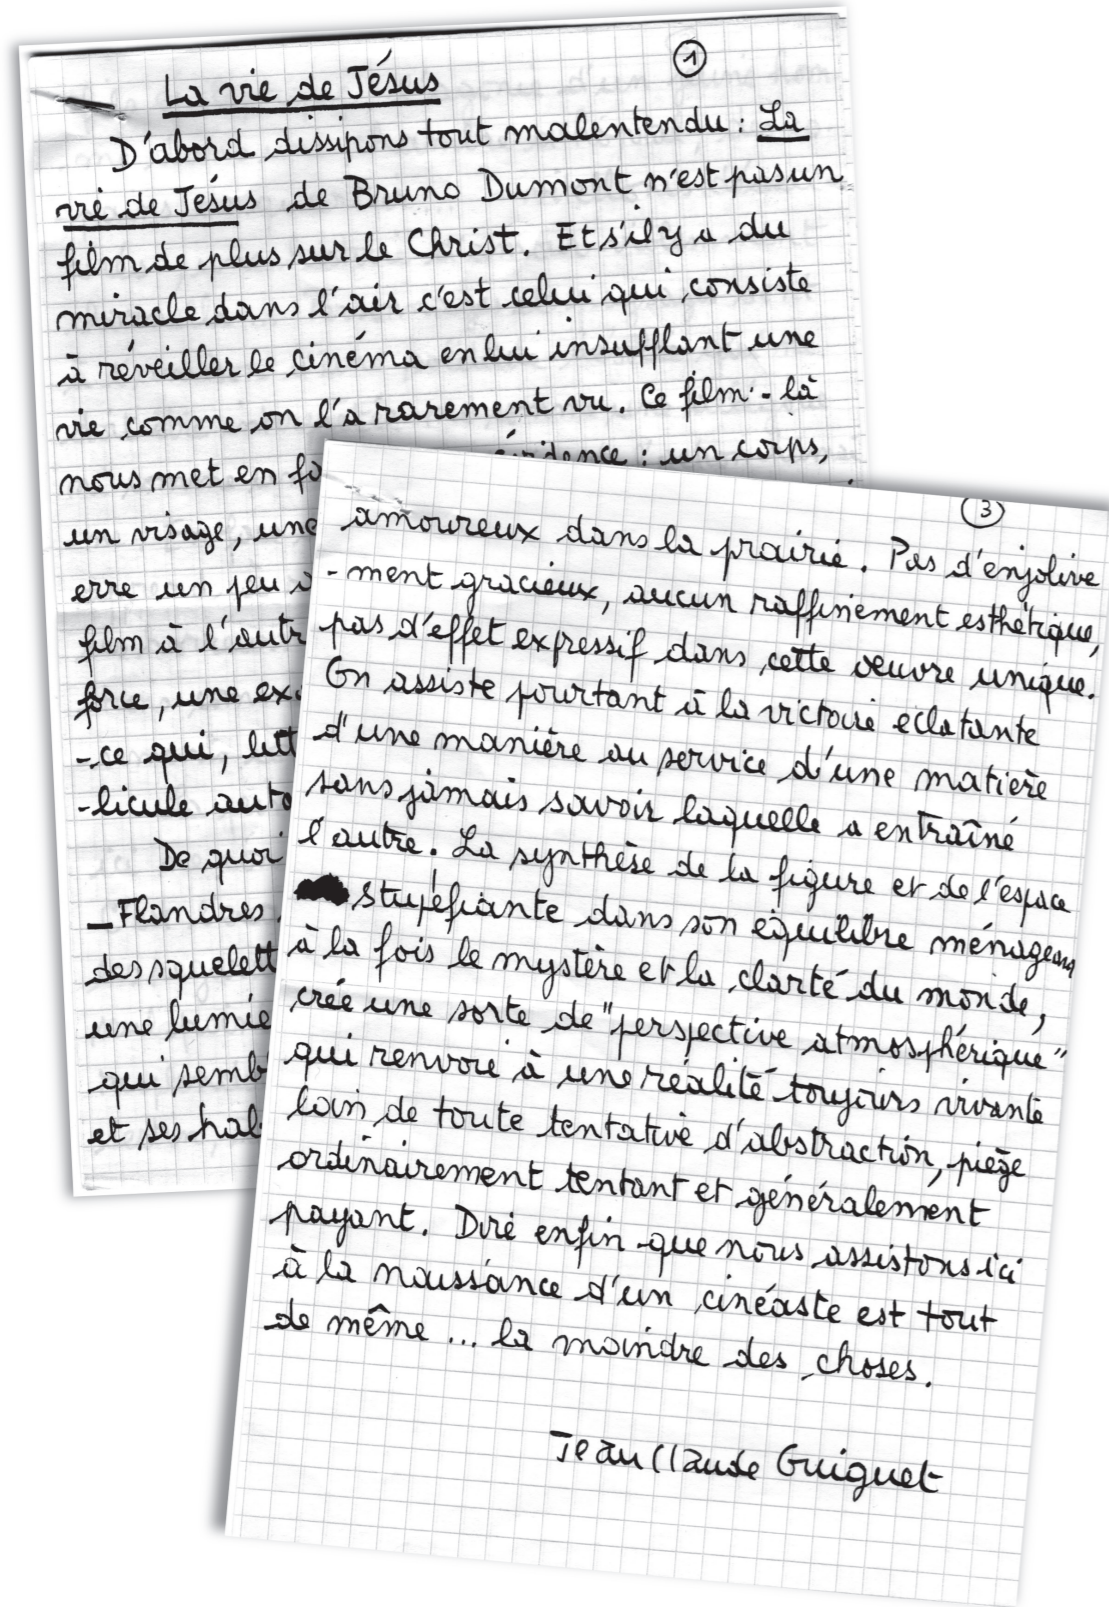 La vie de Jésus
1
D'abord dissipons tout malentendu : La
vie de Jésus de Bruno Dumont n'est pas un
film de plus sur le Christ. Et s'il y a du
miracle dans l'air c'est celui qui consiste
à réveiller le cinéma en lui insufflant une
vie comme on l'a rarement vu. Ce film-là
nous met en : un corps,
un visage, une
erre un peu
film à l'autr
force, une ex
-ce qui, litt
-licule auto
De quoi
_ Flandres
des squelett
une lumiè
qui semb
et ses hab
3
amoureux dans la prairie. Pas d'enjolive
-ment gracieux, aucun raffinement esthétique,
pas d'effet expressif dans cette oeuvre unique.
On assiste pourtant à la victoire eclatante
d'une manière au service d'une matière
sans jamais savoir laquelle a entraîné
l'autre. La synthèse de la figure et de l'espace
stupéfiante dans son équilibre ménageant
à la fois le mystère et la clarté du monde,
crée une sorte de "perspective atmosphérique"
qui renvoie à une réalité toujours vivante
loin de toute tentative d'abstraction, piège
ordinairement tentant et généralement
payant. Dire enfin que nous assistons ici
à la naissance d'un cinéaste est tout
de même ... la moindre des choses.
Jean Claude Guiguet